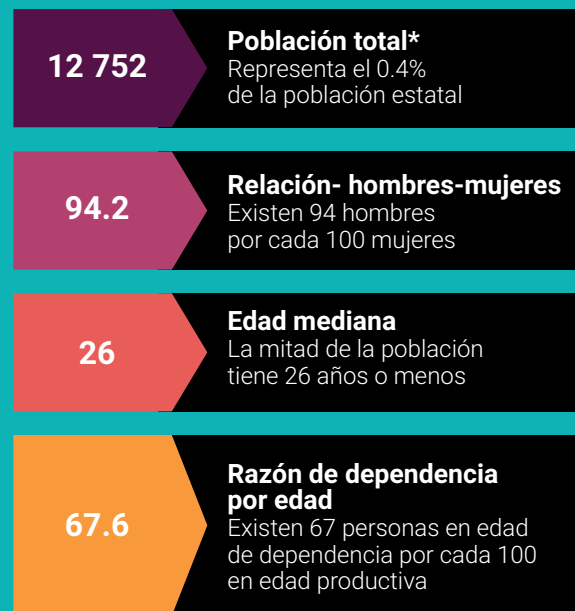 12 752
Población total*
Representa el 0.4%
de la población estatal
94.2
Relación- hombres-mujeres
Existen 94 hombres
por cada 100 mujeres
26
Edad mediana
La mitad de la población
tiene 26 años o menos
67.6
Razón de dependencia
por edad
Existen 67 personas en edad
de dependencia por cada 100
en edad productiva